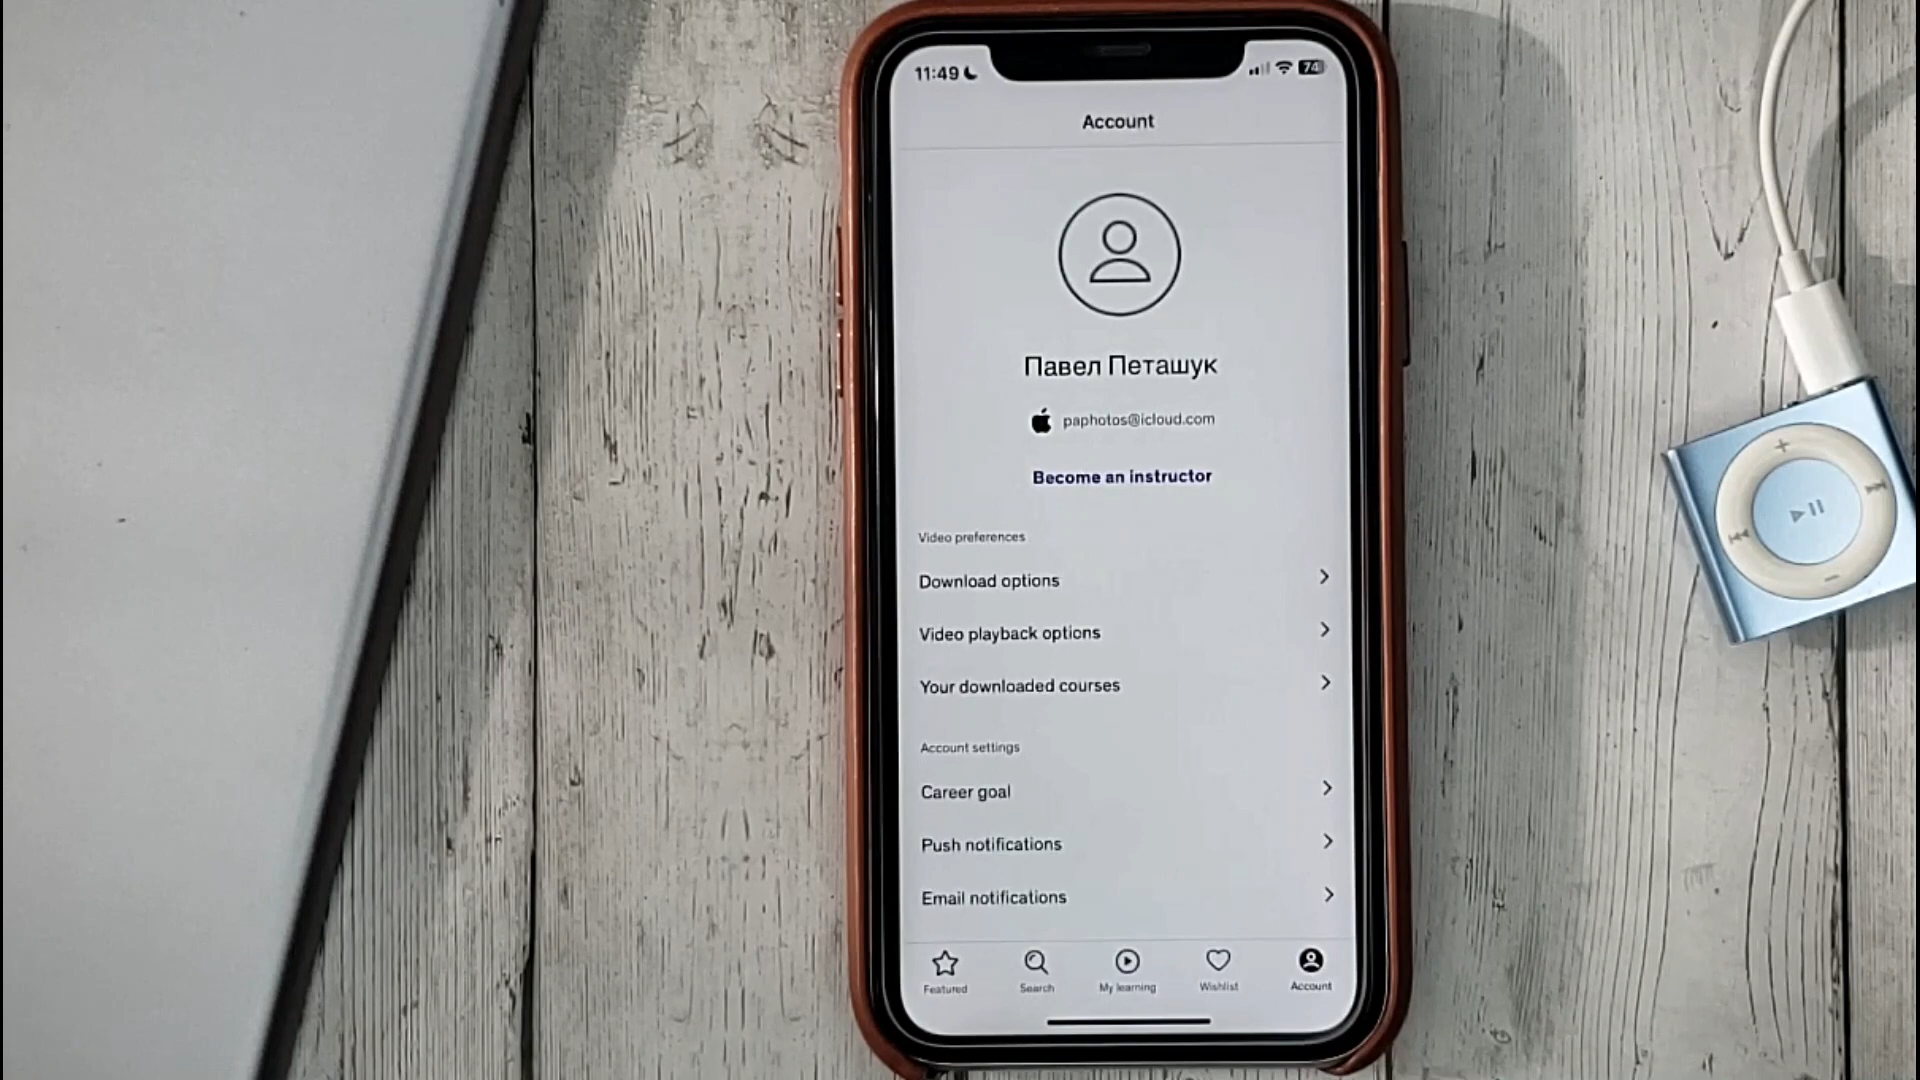 11:49
74
Account
Павел Петашук
paphotos@icloud.com
Become an instructor
Video preferences
Download options
Video playback options
Your downloaded courses
Account settings
Career goal
Push notifications
Email notifications
Featured
Search
My learning
Wishlist
Account